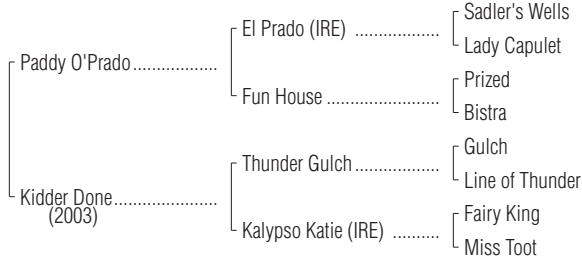 Sadler's Wells
El Prado (IRE) ..................
Lady Capulet
Paddy O'Prado ..................
Prized
Fun House ........................
Bistra
Gulch
Thunder Gulch ..................
Line of Thunder
Kidder Done ......................
(2003)
Fairy King
Kalypso Katie (IRE) ..........
Miss Toot